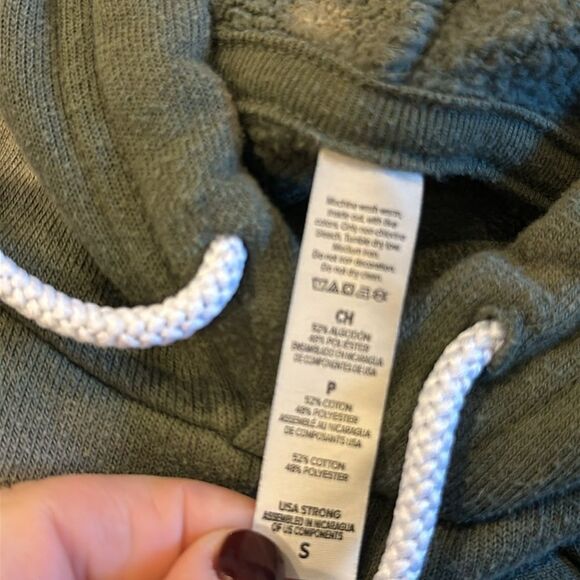 Machine wash warm,
inside out, with like
colors. Only non-chlorine
bleach. Tumble dry low.
Medium iron.
Do not iron decoration.
Do not dry clean.
CH
52% ALGODÓN
48% POLIÉSTER
ENSAMBLADO EN NICARAGUA
DE COMPONENTES DE USA
P
52% COTON
48% POLYESTER
ASSEMBLÉ AU NICARAGUA
DE COMPOSANTS USA
52% COTTON
48% POLYESTER
USA STRONG
ASSEMBLED IN NICARAGUA
OF US COMPONENTS
S